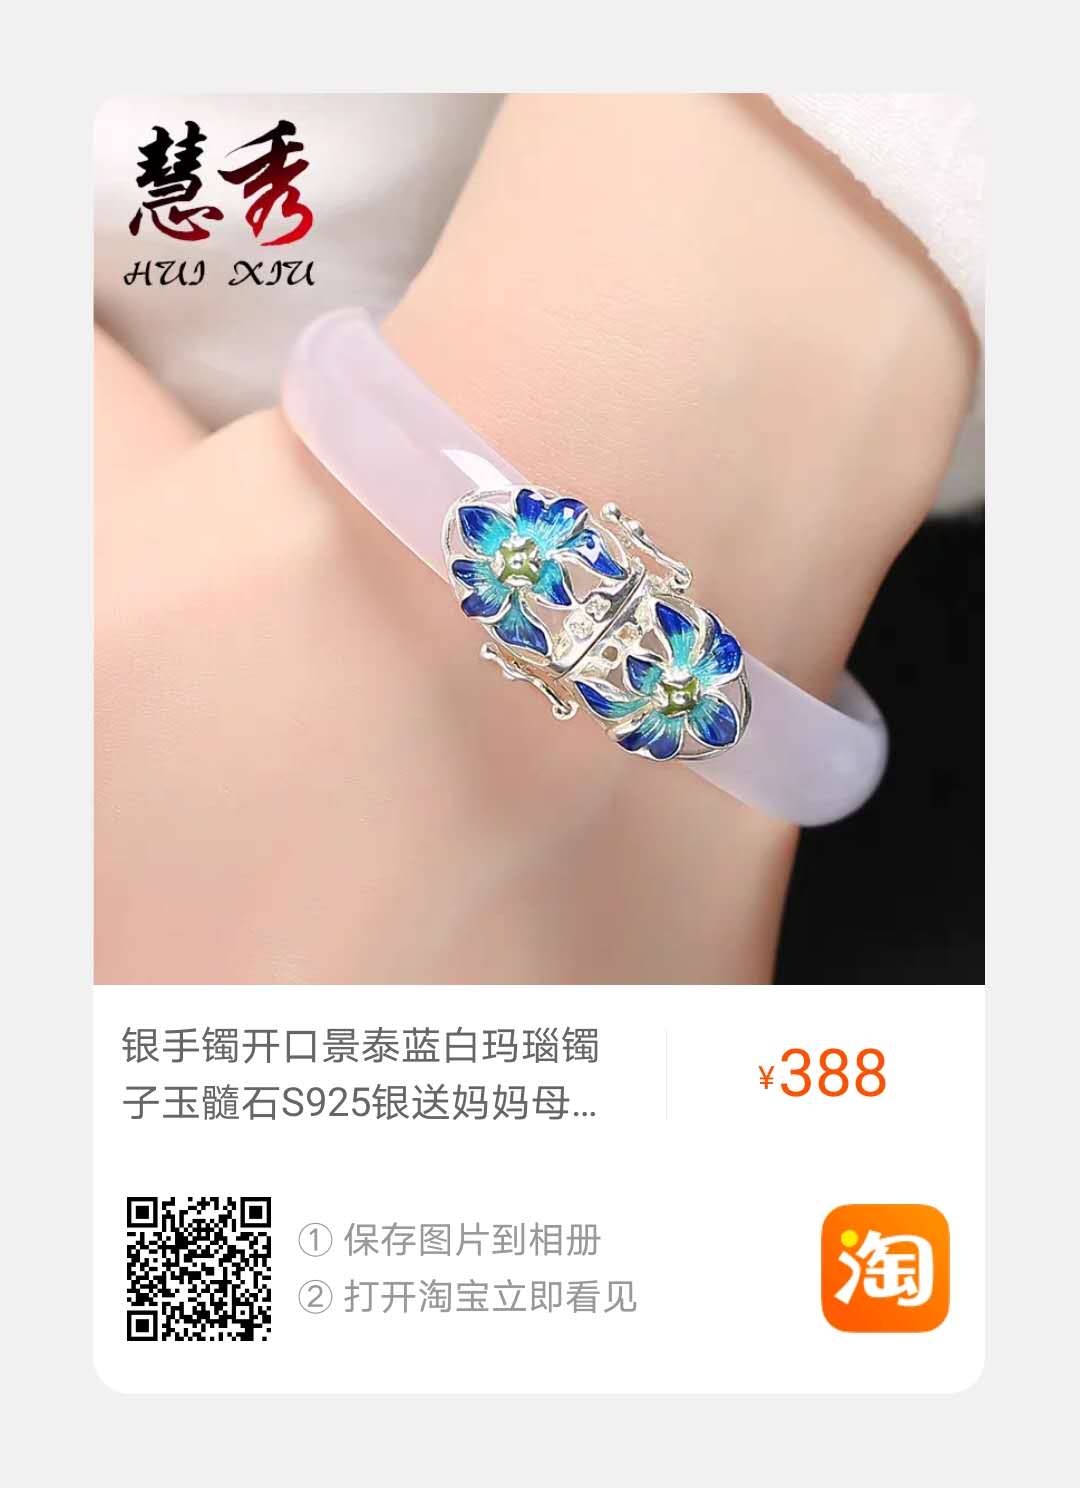 慧秀
HUI XIU
银手镯开口景泰蓝白玛瑙镯
子玉髓石S925银送妈妈母...
¥388
① 保存图片到相册
② 打开淘宝立即看见
淘